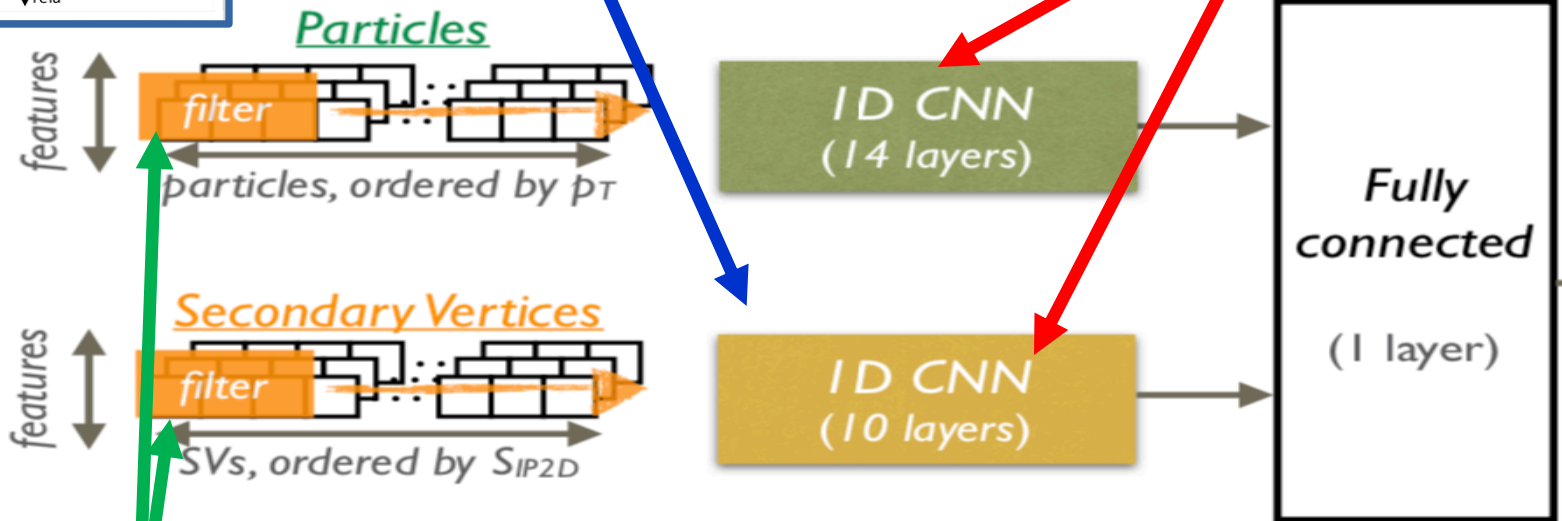 rela
Particles
features
filter
particles, ordered by pT
1D CNN
(14 layers)
Fully
connected
(1 layer)
Secondary Vertices
features
filter
SVs, ordered by SIP2D
1D CNN
(10 layers)